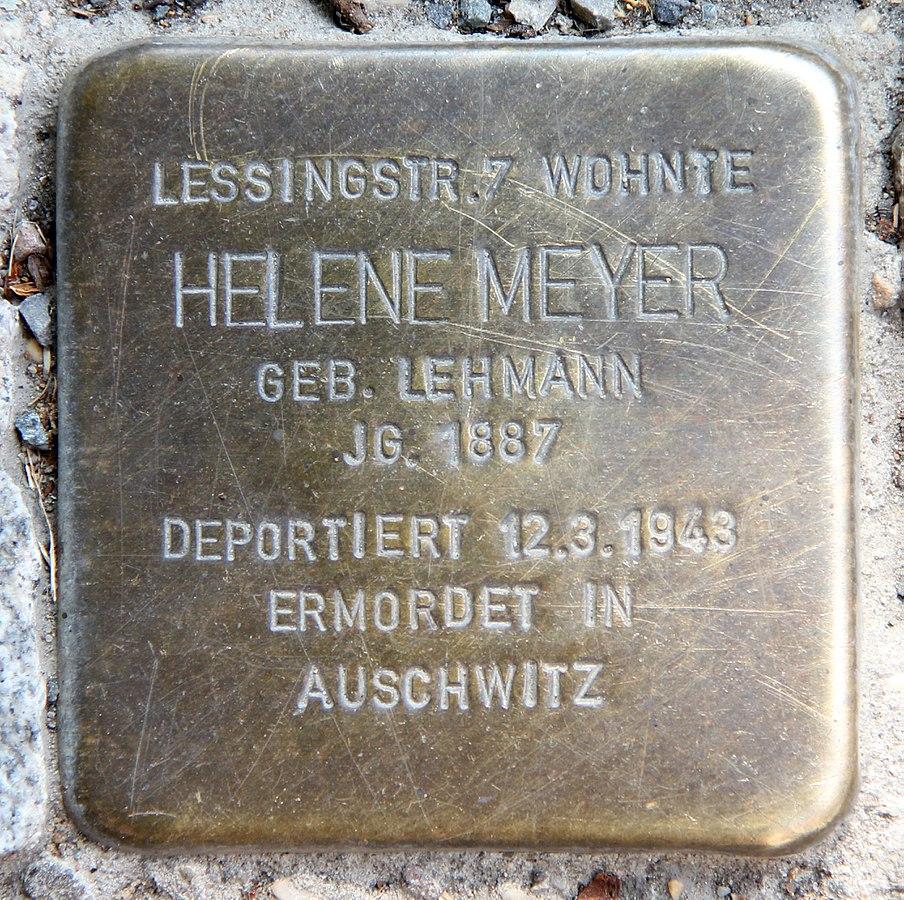 LESSINGSTR.7 WOHNTE
HELENE MEYER
GEB. LEHMANN
JG. 1887
DEPORTIERT 12.3.1943
ERMORDET IN
AUSCHWITZ